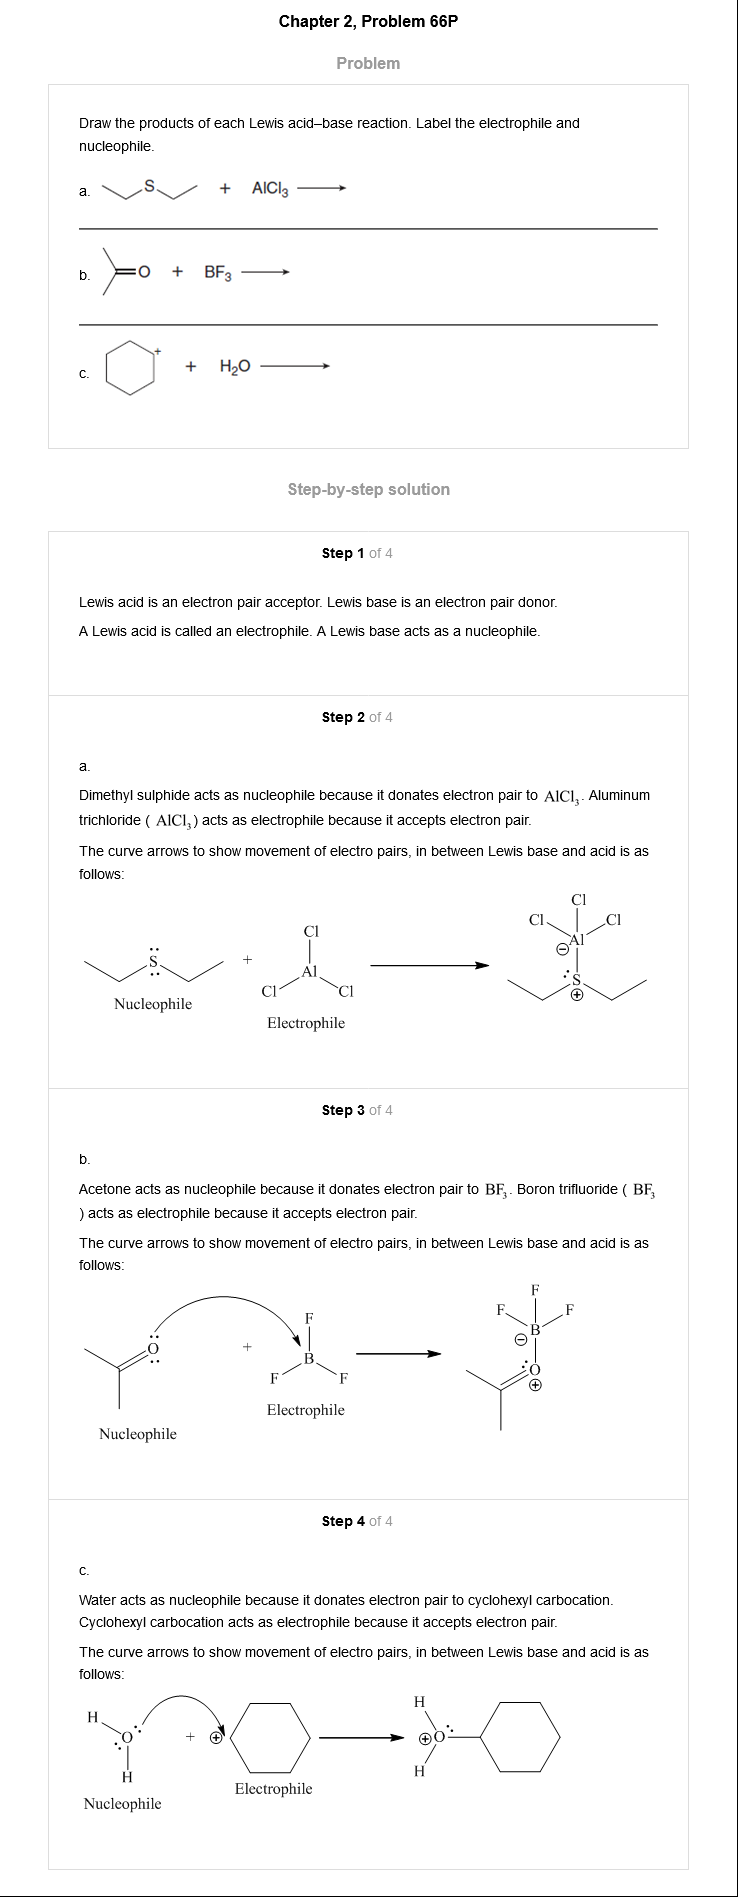 Chapter 2, Problem 66P
Problem
Draw the products of each Lewis acid–base reaction. Label the electrophile and
nucleophile.
a. S + AlCl3
b. O + BF3
c. + + H2O
Step-by-step solution
Step 1 of 4
Lewis acid is an electron pair acceptor. Lewis base is an electron pair donor.
A Lewis acid is called an electrophile. A Lewis base acts as a nucleophile.
Step 2 of 4
a.
Dimethyl sulphide acts as nucleophile because it donates electron pair to AlCl3. Aluminum
trichloride ( AlCl3) acts as electrophile because it accepts electron pair.
The curve arrows to show movement of electro pairs, in between Lewis base and acid is as
follows:
Cl
Cl Cl
Cl
Al
S + Al
S
Cl Cl
Nucleophile
Electrophile
Step 3 of 4
b.
Acetone acts as nucleophile because it donates electron pair to BF3. Boron trifluoride ( BF3
) acts as electrophile because it accepts electron pair.
The curve arrows to show movement of electro pairs, in between Lewis base and acid is as
follows:
F
F F
F
B
O +
B
O
F F
Electrophile
Nucleophile
Step 4 of 4
c.
Water acts as nucleophile because it donates electron pair to cyclohexyl carbocation.
Cyclohexyl carbocation acts as electrophile because it accepts electron pair.
The curve arrows to show movement of electro pairs, in between Lewis base and acid is as
follows:
H
H
O + + +O
H
H
Electrophile
Nucleophile